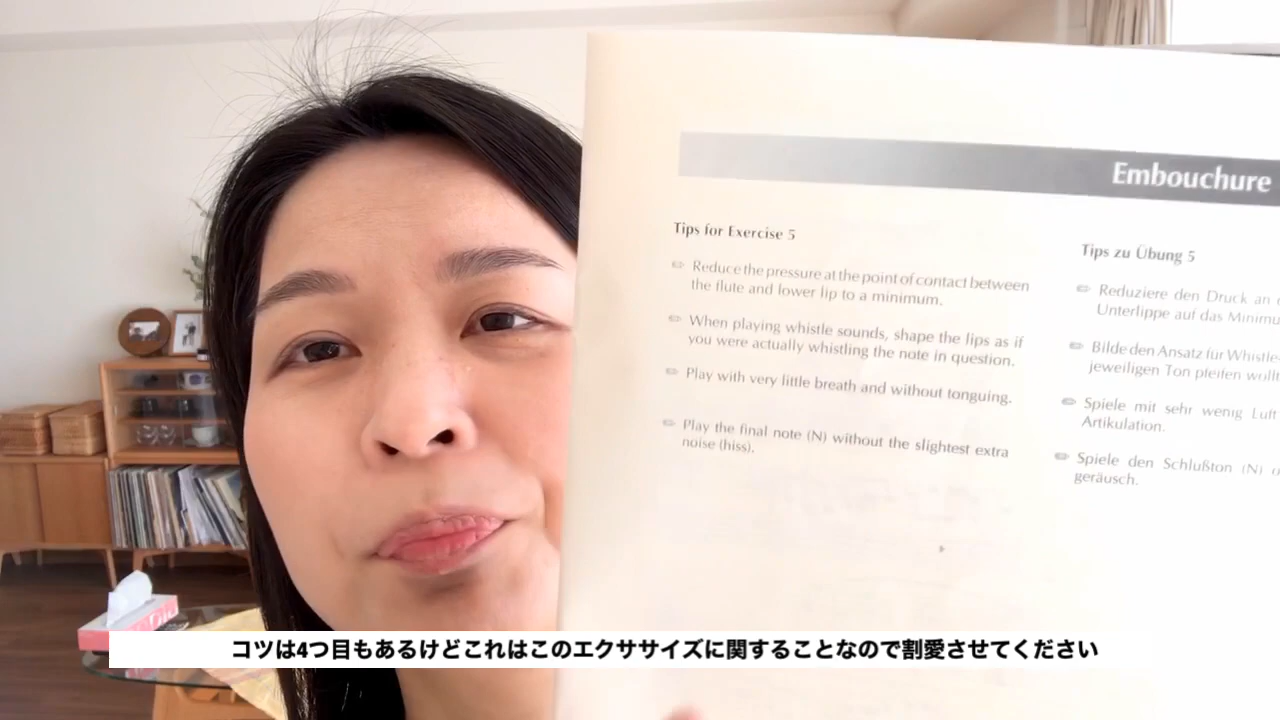 Embouchure
Tips for Exercise 5
Reduce the pressure at the point of contact between
the flute and lower lip to a minimum.
When playing whistle sounds, shape the lips as if
you were actually whistling the note in question.
Play with very little breath and without tonguing.
Play the final note (N) without the slightest extra
noise (hiss).
Tips zu Übung 5
Reduziere den Druck an
Unterlippe auf das Minimu
Bilde den Ansatz für Whistle-
jeweiligen Ton pfeifen wollt
Spiele mit sehr wenig Luft
Artikulation.
Spiele den Schlußton (N) o
geräusch.
コツは4つ目もあるけどこれはこのエクササイズに関することなので割愛させてください